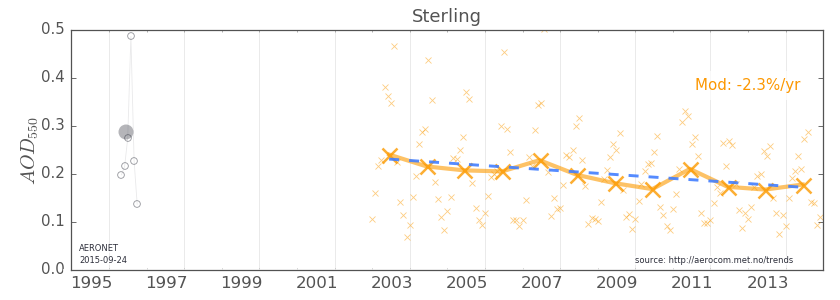 Sterling
0.5
0.4
0.3
0.2
0.1
0.0
AOD550
Mod: -2.3%/yr
AERONET
2015-09-24
source: http://aerocom.met.no/trends
1995 1997 1999 2001 2003 2005 2007 2009 2011 2013